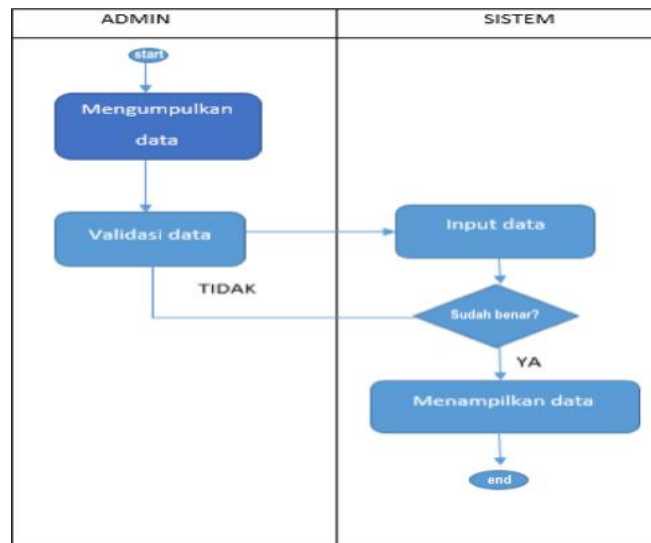 ADMIN
SISTEM
start
Mengumpulkan
data
Validasi data
Input data
TIDAK
Sudah benar?
YA
Menampilkan data
end